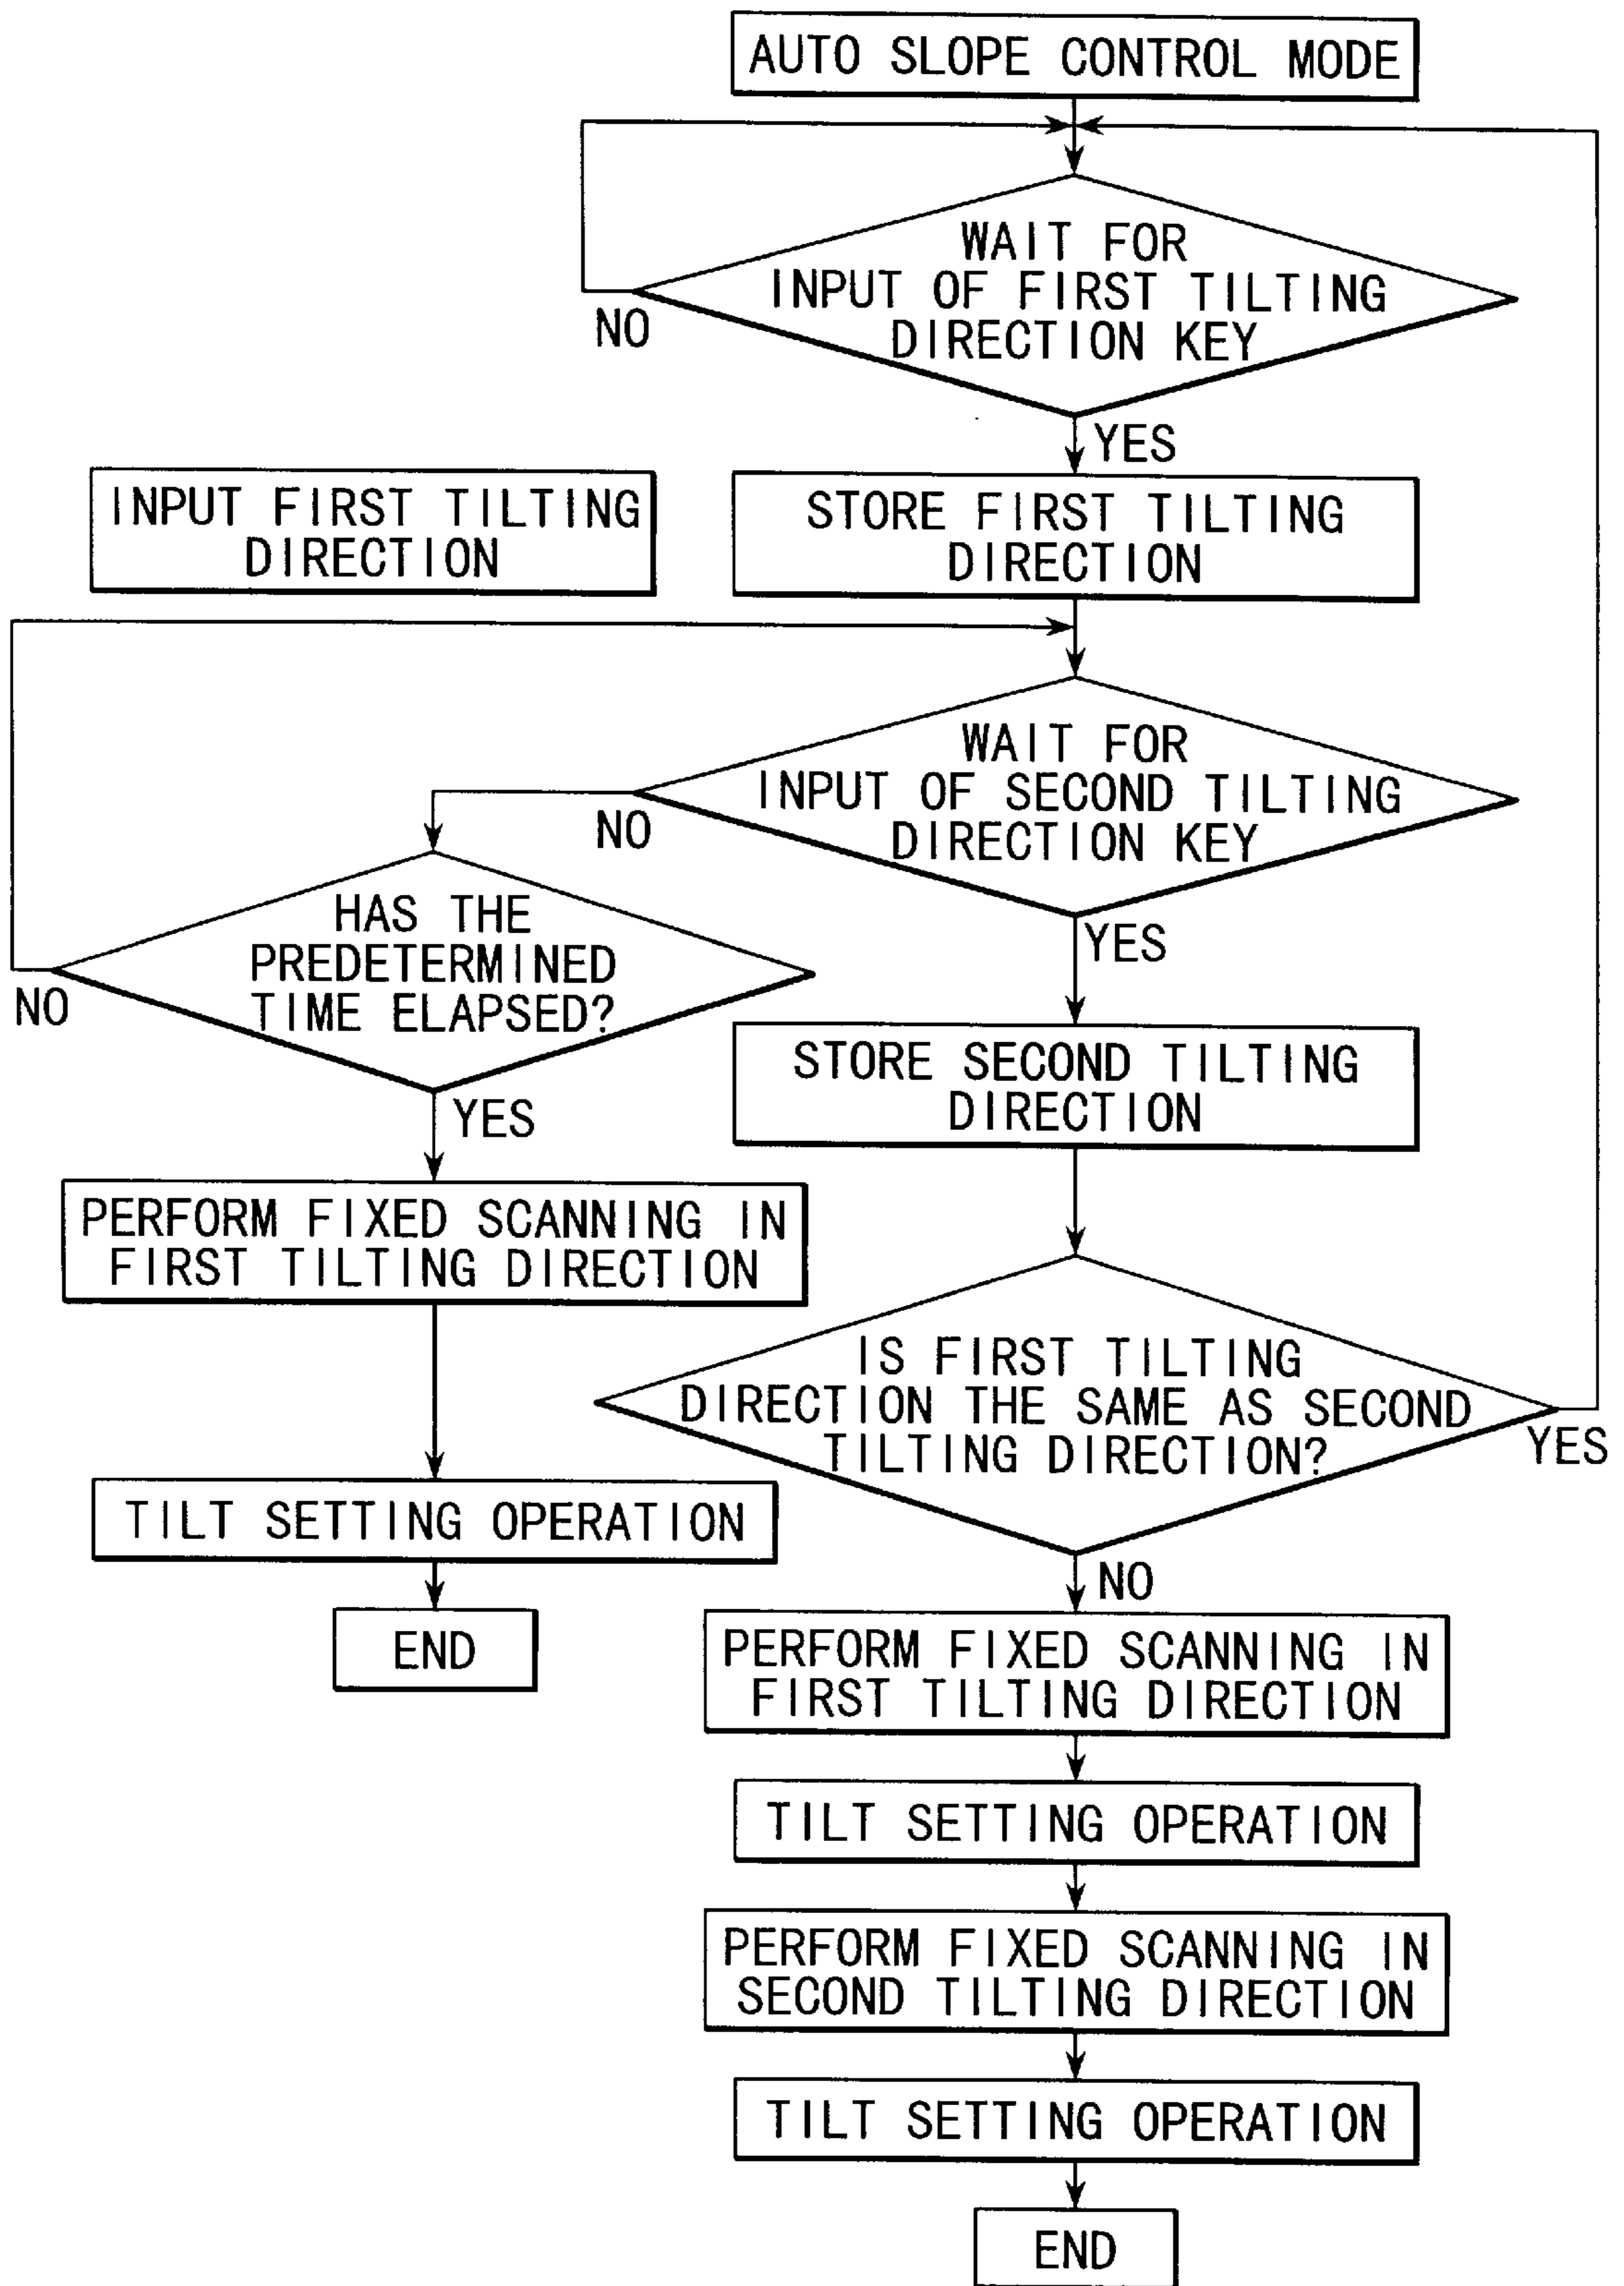 AUTO SLOPE CONTROL MODE
WAIT FOR
INPUT OF FIRST TILTING
DIRECTION KEY
NO
YES
INPUT FIRST TILTING
DIRECTION
STORE FIRST TILTING
DIRECTION
WAIT FOR
INPUT OF SECOND TILTING
DIRECTION KEY
NO
YES
HAS THE
PREDETERMINED
TIME ELAPSED?
NO
YES
STORE SECOND TILTING
DIRECTION
PERFORM FIXED SCANNING IN
FIRST TILTING DIRECTION
IS FIRST TILTING
DIRECTION THE SAME AS SECOND
TILTING DIRECTION?
YES
NO
TILT SETTING OPERATION
END
PERFORM FIXED SCANNING IN
FIRST TILTING DIRECTION
TILT SETTING OPERATION
PERFORM FIXED SCANNING IN
SECOND TILTING DIRECTION
TILT SETTING OPERATION
END